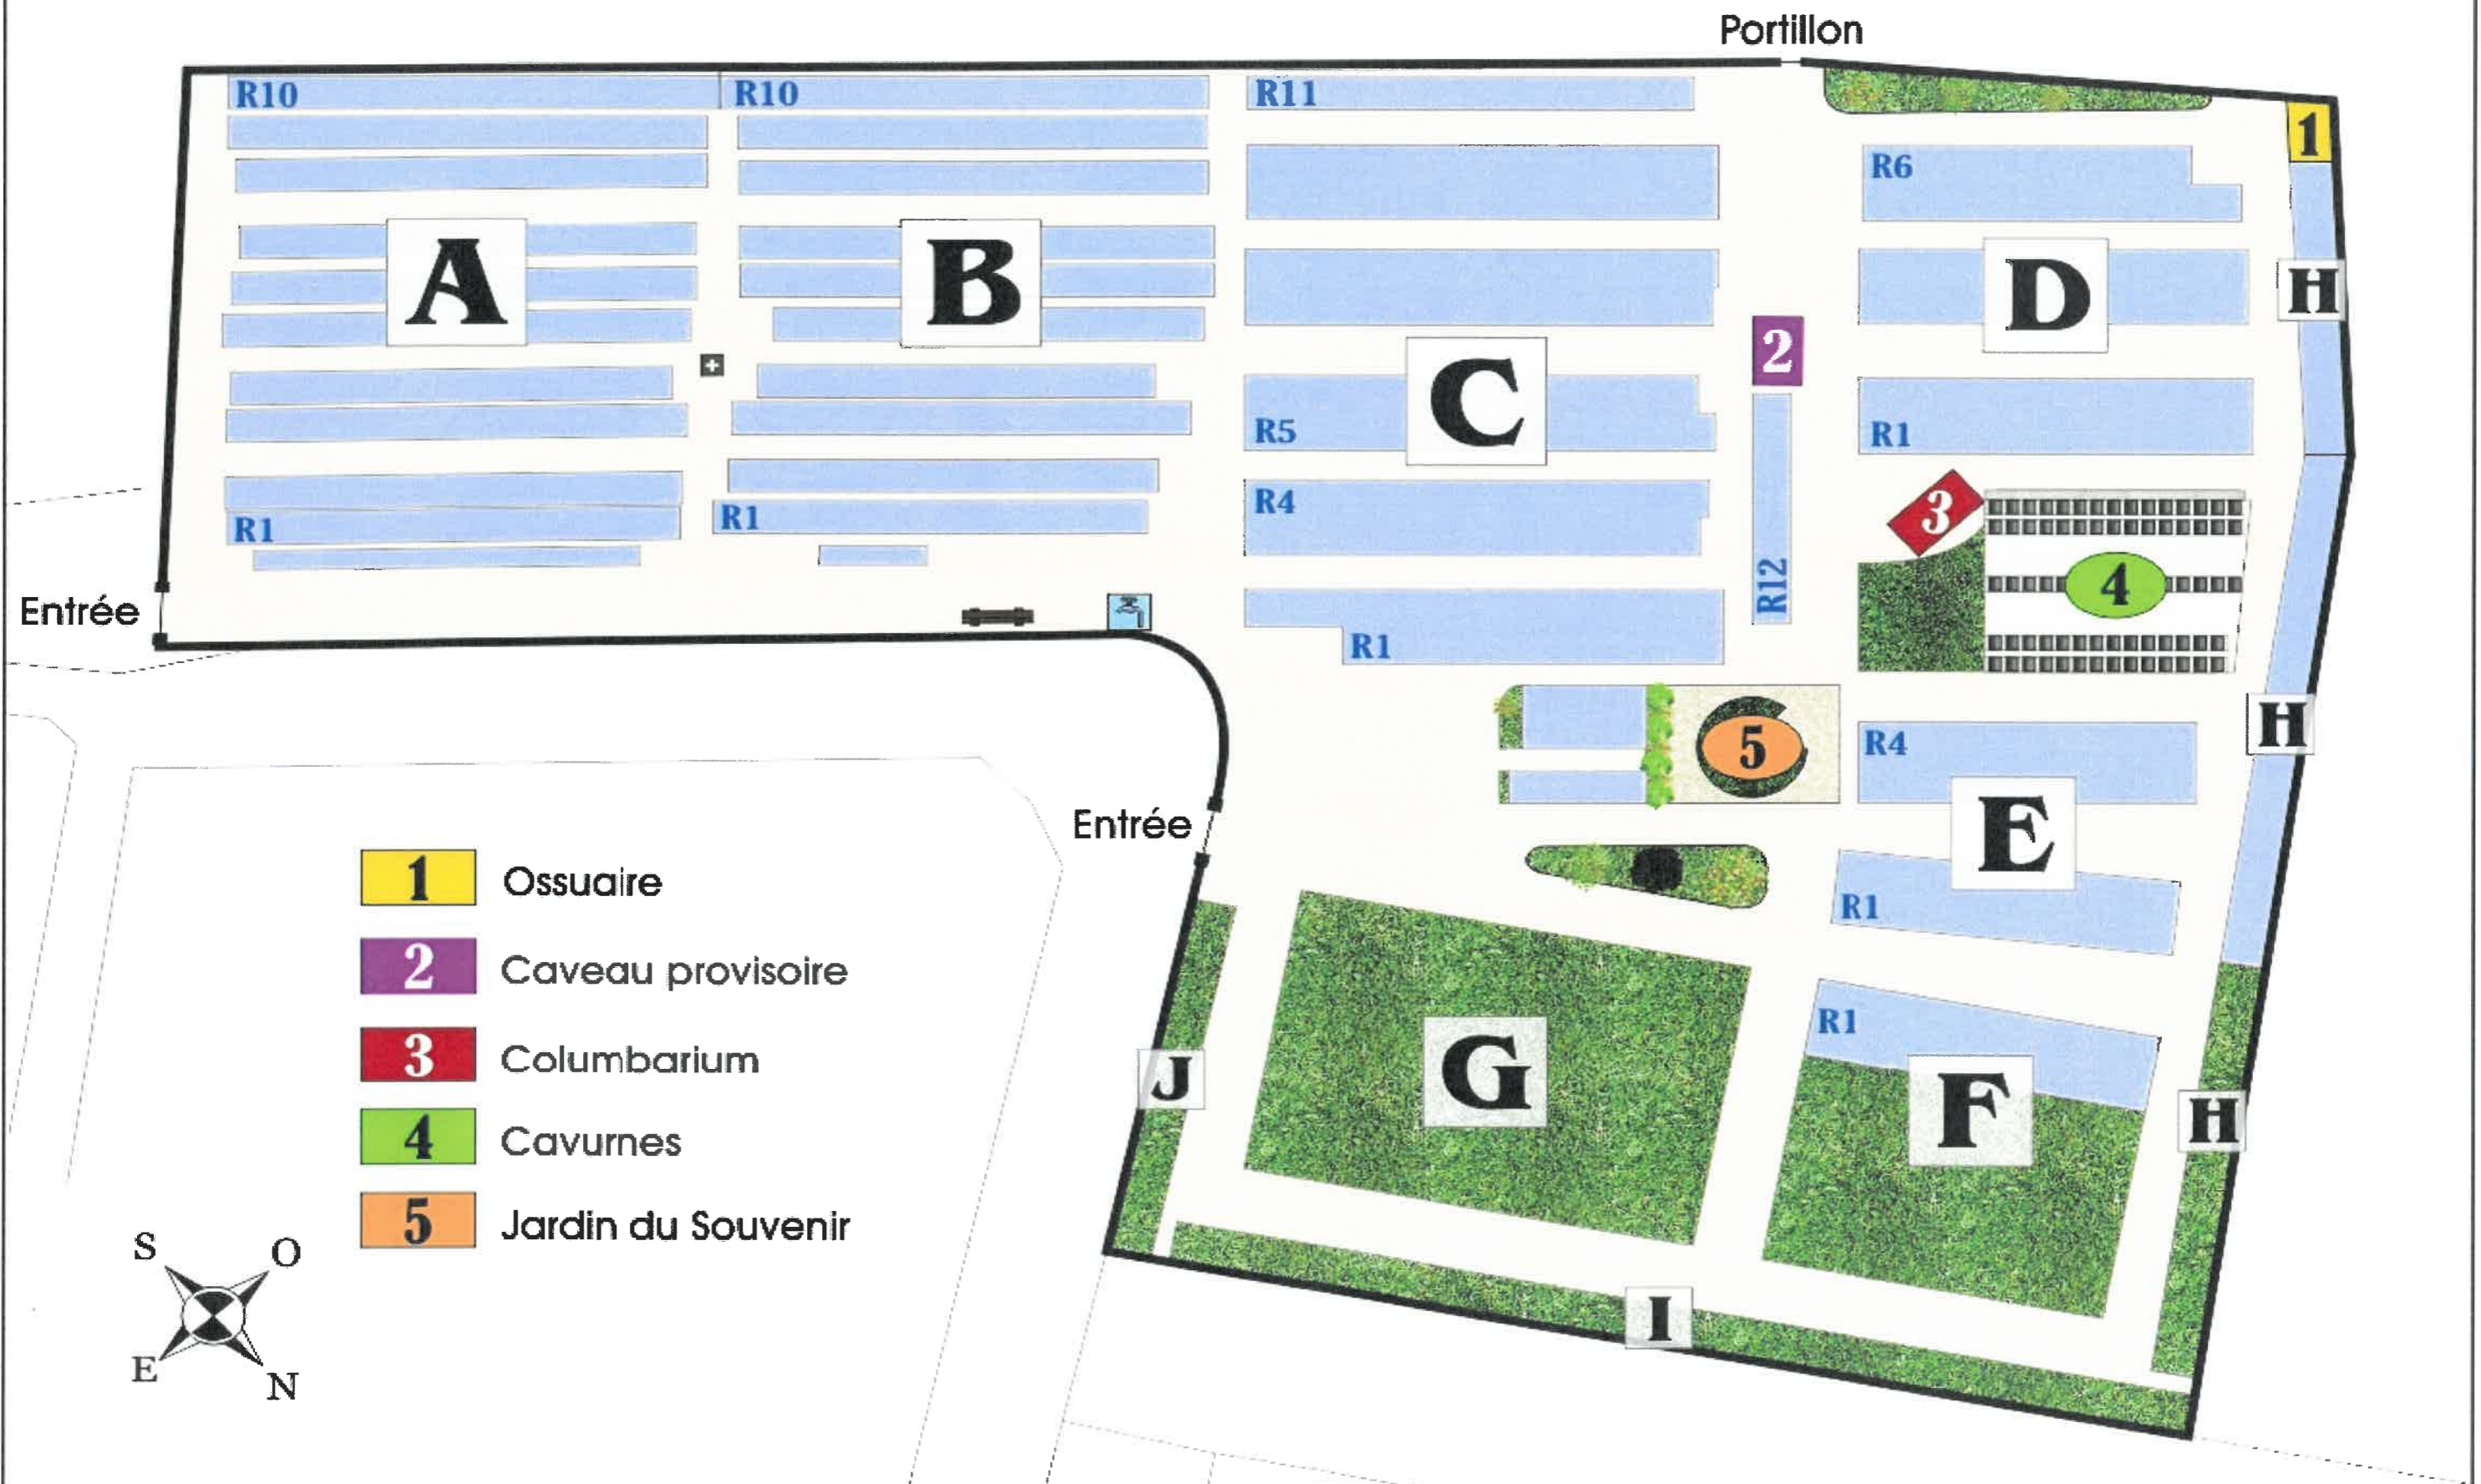 Portillon
R10
R10
R11
1
R6
A
B
C
D
H
2
R5
R1
R4
3
R1
R1
4
R12
Entrée
R1
5
R4
H
Entrée
E
R1
1 Ossuaire
2 Caveau provisoire
3 Columbarium
4 Cavurnes
5 Jardin du Souvenir
R1
J
G
F
H
I
S
O
E
N